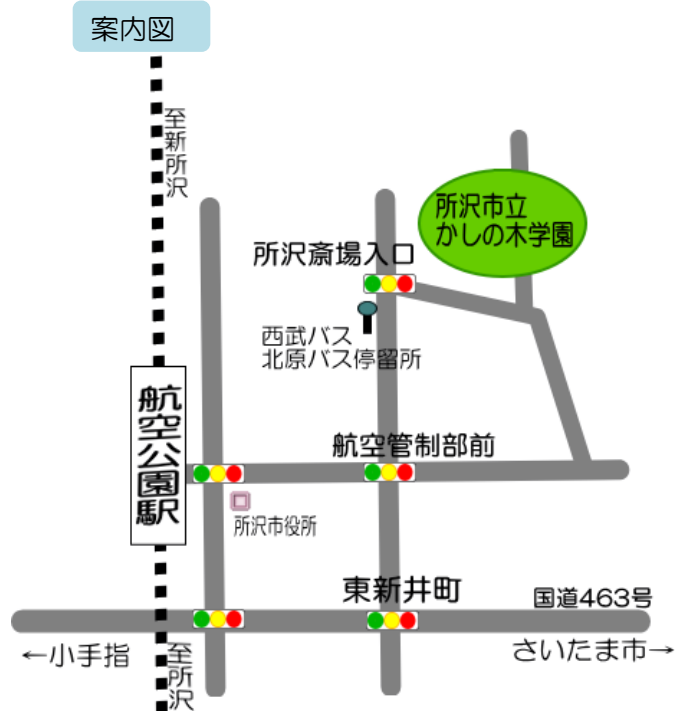 案内図
至新所沢
所沢市立
かしの木学園
所沢斎場入口
西武バス
北原バス停留所
航空公園駅
航空管制部前
所沢市役所
東新井町
国道463号
←小手指
至所沢
さいたま市→